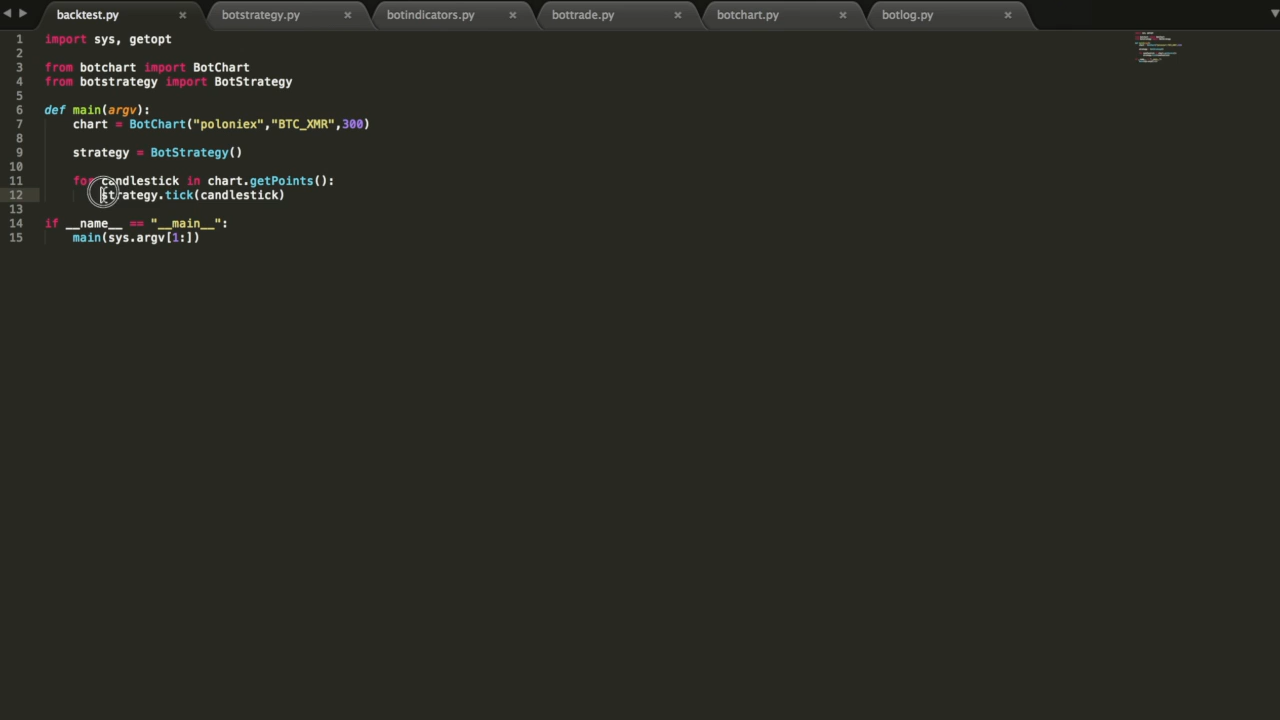 backtest.py × botstrategy.py × botindicators.py × bottrade.py × botchart.py × botlog.py ×
1 import sys, getopt
2
3 from botchart import BotChart
4 from botstrategy import BotStrategy
5
6 def main(argv):
7 chart = BotChart("poloniex","BTC_XMR",300)
8
9 strategy = BotStrategy()
10
11 for candlestick in chart.getPoints():
12 strategy.tick(candlestick)
13
14 if __name__ == "__main__":
15 main(sys.argv[1:])